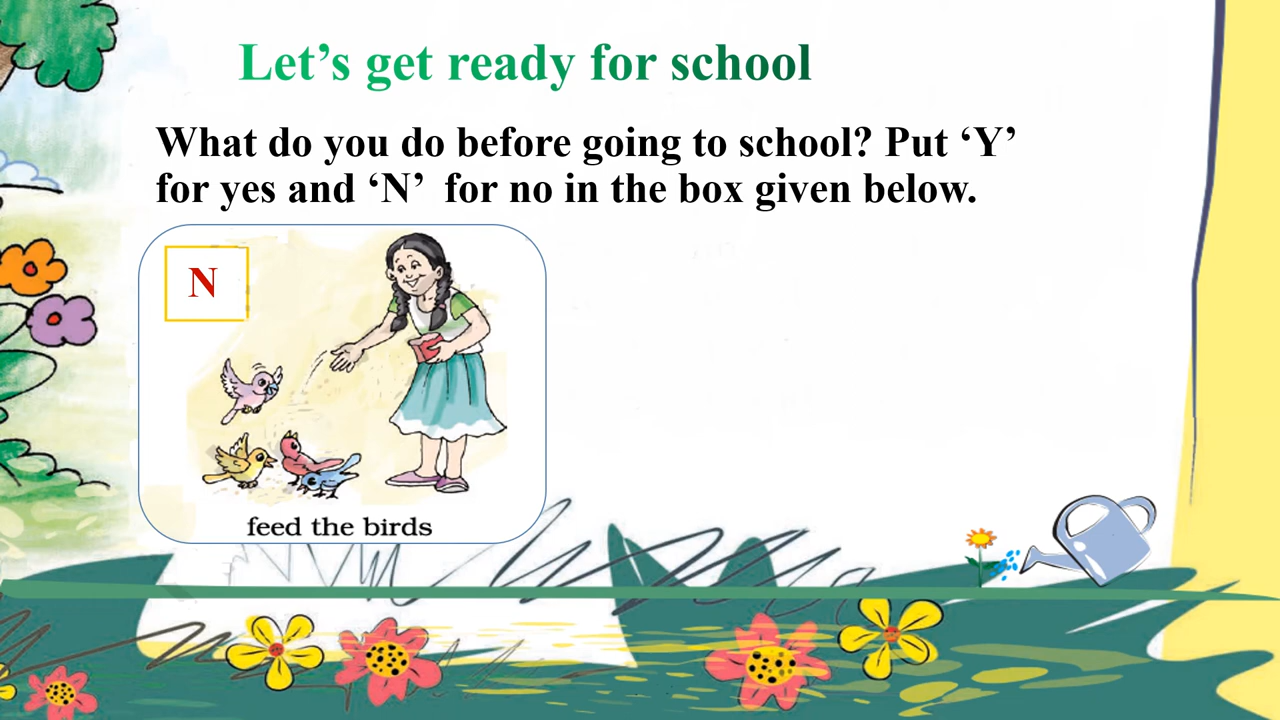 Let’s get ready for school
What do you do before going to school? Put ‘Y’
for yes and ‘N’ for no in the box given below.
N
feed the birds